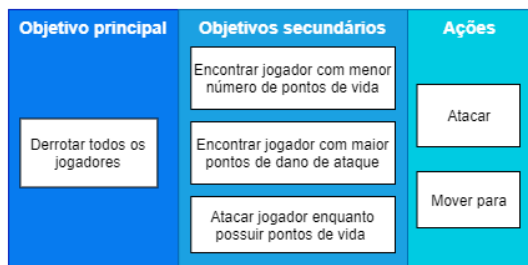 Objetivo principal
Objetivos secundários
Ações
Encontrar jogador com menor
número de pontos de vida
Derrotar todos os
jogadores
Encontrar jogador com maior
pontos de dano de ataque
Atacar jogador enquanto
possuir pontos de vida
Atacar
Mover para